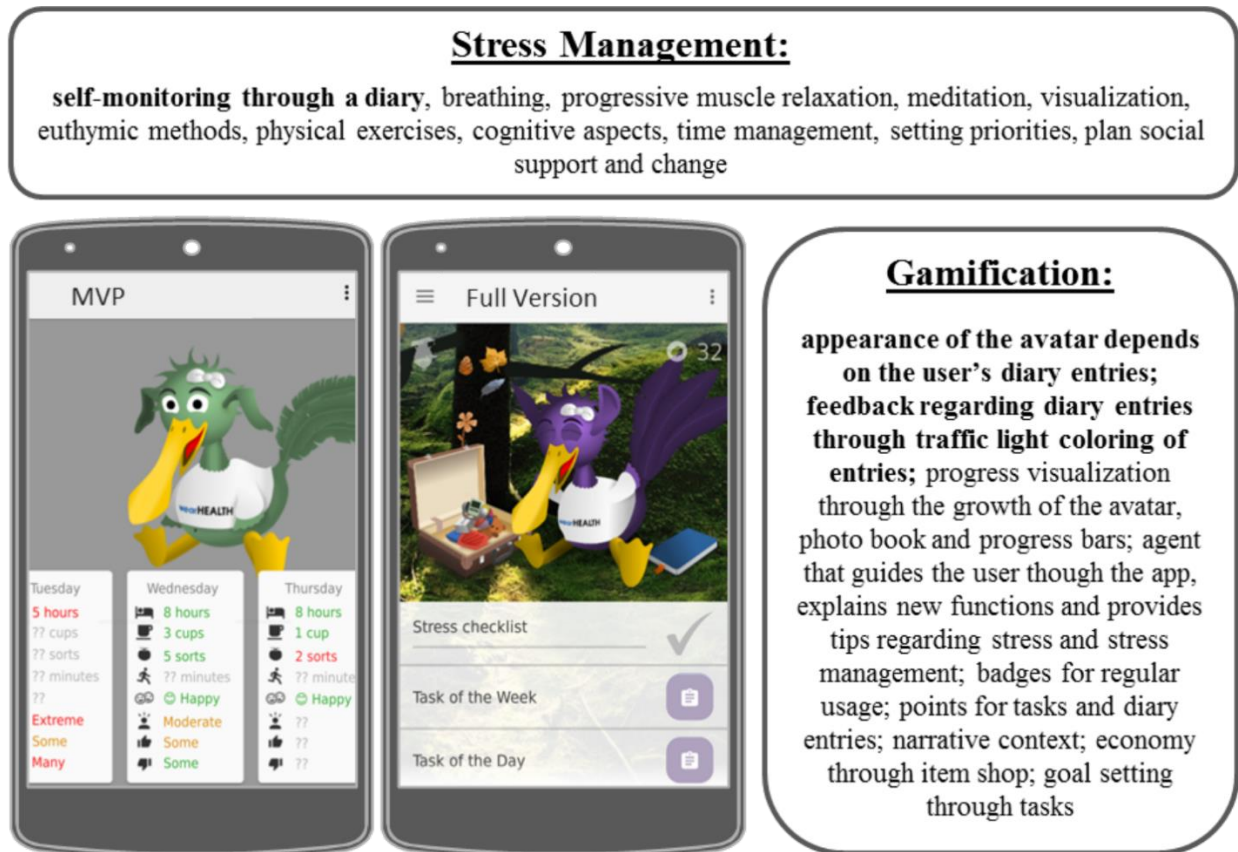 Stress Management:
self-monitoring through a diary, breathing, progressive muscle relaxation, meditation, visualization,
euthymic methods, physical exercises, cognitive aspects, time management, setting priorities, plan social
support and change
MVP
Tuesday
5 hours
?? cups
?? sorts
?? minutes
??
Extreme
Some
Many
Wednesday
8 hours
3 cups
5 sorts
?? minutes
Happy
Moderate
Some
Some
Thursday
8 hours
1 cup
2 sorts
?? minute
Happy
??
??
??
wearHEALTH
Full Version
32
wearHEALTH
Stress checklist
Task of the Week
Task of the Day
Gamification:
appearance of the avatar depends
on the user's diary entries;
feedback regarding diary entries
through traffic light coloring of
entries; progress visualization
through the growth of the avatar,
photo book and progress bars; agent
that guides the user though the app,
explains new functions and provides
tips regarding stress and stress
management; badges for regular
usage; points for tasks and diary
entries; narrative context; economy
through item shop; goal setting
through tasks